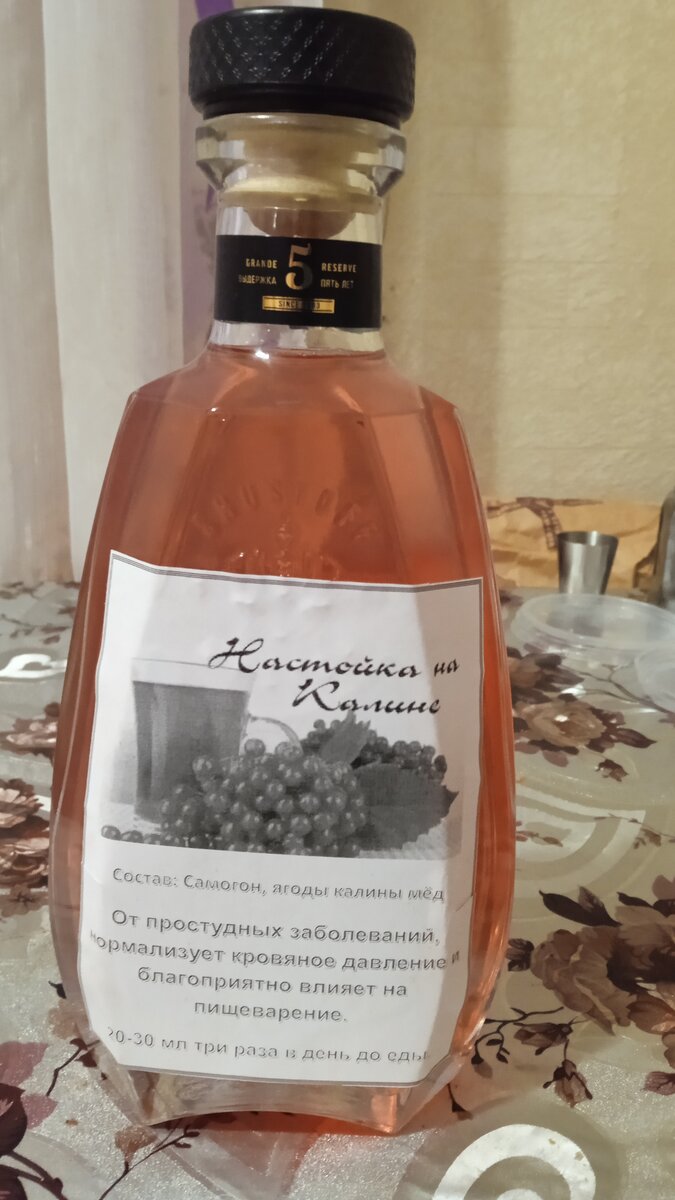 GRANDE 5 RESERVE
ВЫДЕРЖКА ПЯТЬ ЛЕТ
Настойка на
Калине
Состав: Самогон, ягоды калины мёд
От простудных заболеваний,
нормализует кровяное давление и
благоприятно влияет на
пищеварение.
20-30 мл три раза в день до еды